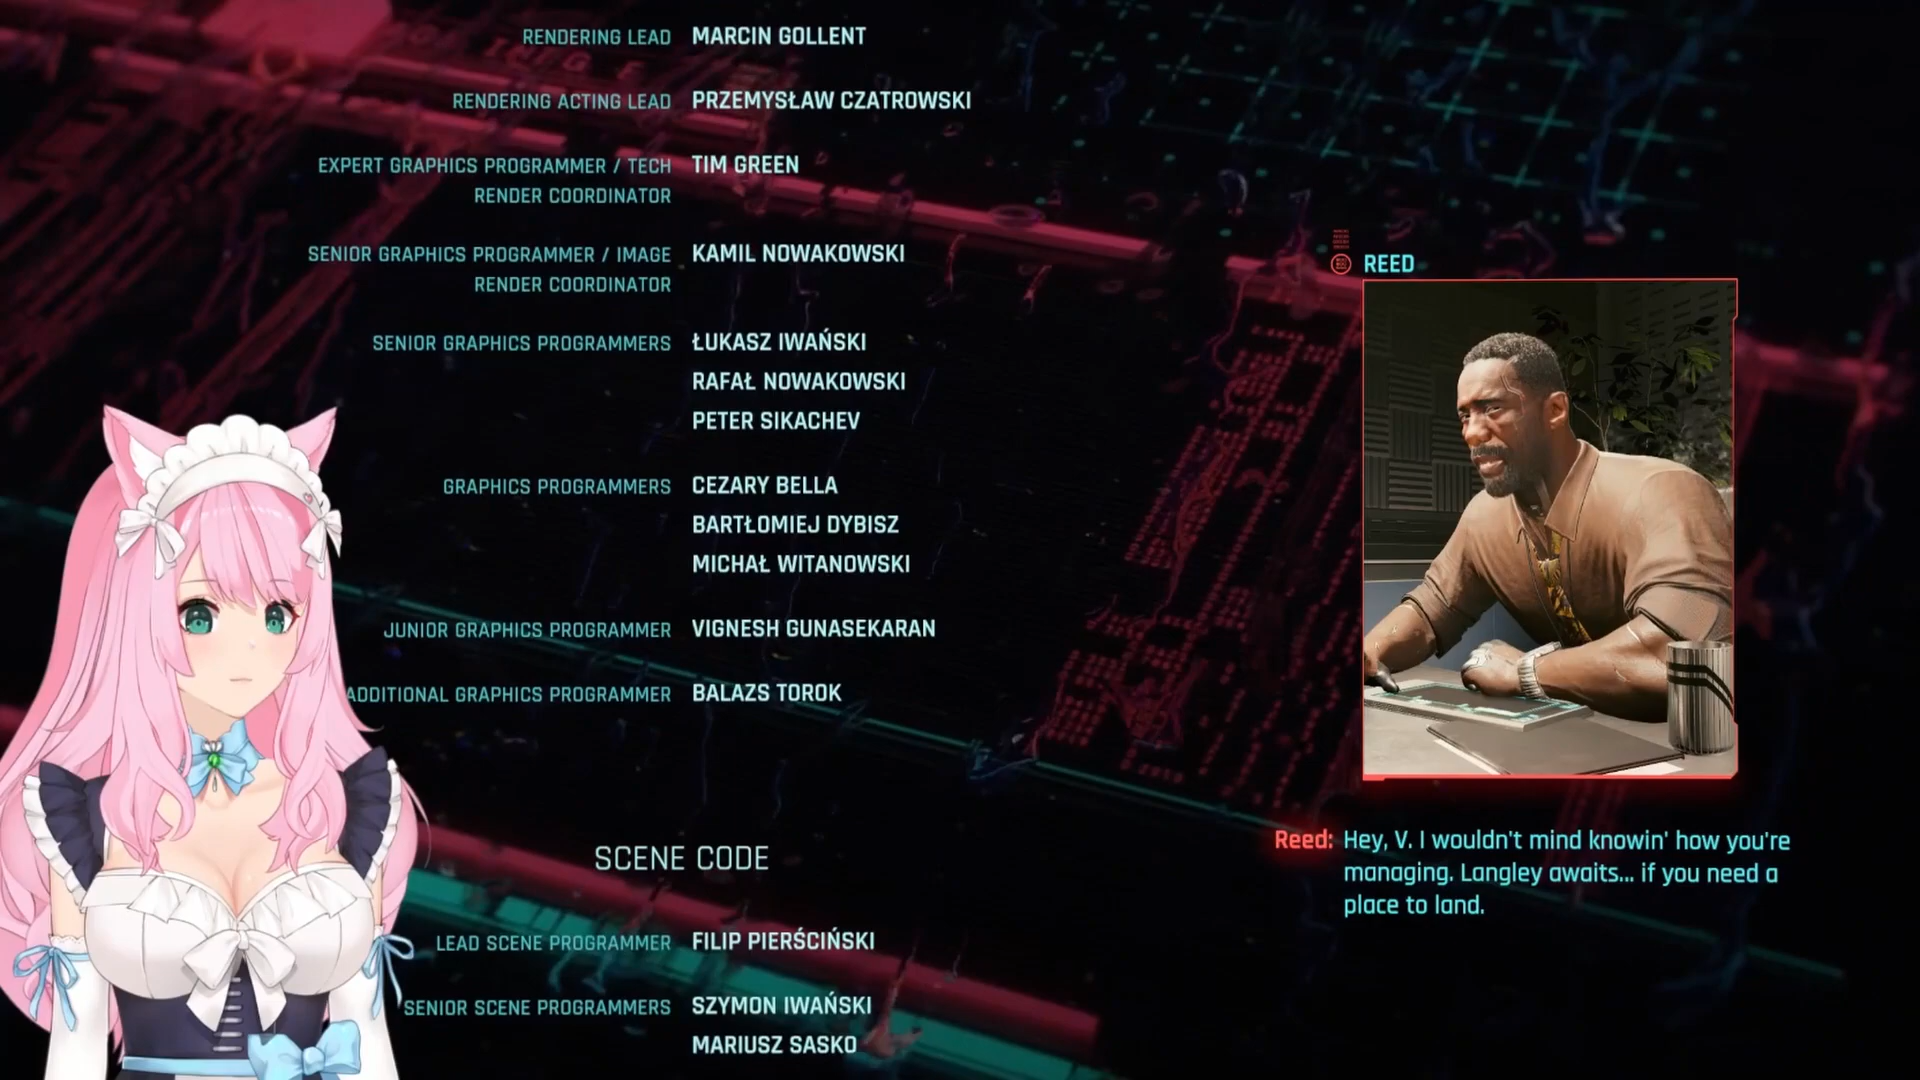 RENDERING LEAD MARCIN GOLLENT
RENDERING ACTING LEAD PRZEMYSŁAW CZATROWSKI
EXPERT GRAPHICS PROGRAMMER / TECH TIM GREEN
RENDER COORDINATOR
SENIOR GRAPHICS PROGRAMMER / IMAGE KAMIL NOWAKOWSKI
RENDER COORDINATOR
SENIOR GRAPHICS PROGRAMMERS ŁUKASZ IWAŃSKI
RAFAŁ NOWAKOWSKI
PETER SIKACHEV
GRAPHICS PROGRAMMERS CEZARY BELLA
BARTŁOMIEJ DYBISZ
MICHAŁ WITANOWSKI
JUNIOR GRAPHICS PROGRAMMER VIGNESH GUNASEKARAN
ADDITIONAL GRAPHICS PROGRAMMER BALAZS TOROK
SCENE CODE
LEAD SCENE PROGRAMMER FILIP PIERŚCIŃSKI
SENIOR SCENE PROGRAMMERS SZYMON IWAŃSKI
MARIUSZ SASKO
REED
Reed: Hey, V. I wouldn't mind knowin' how you're
managing. Langley awaits... if you need a
place to land.